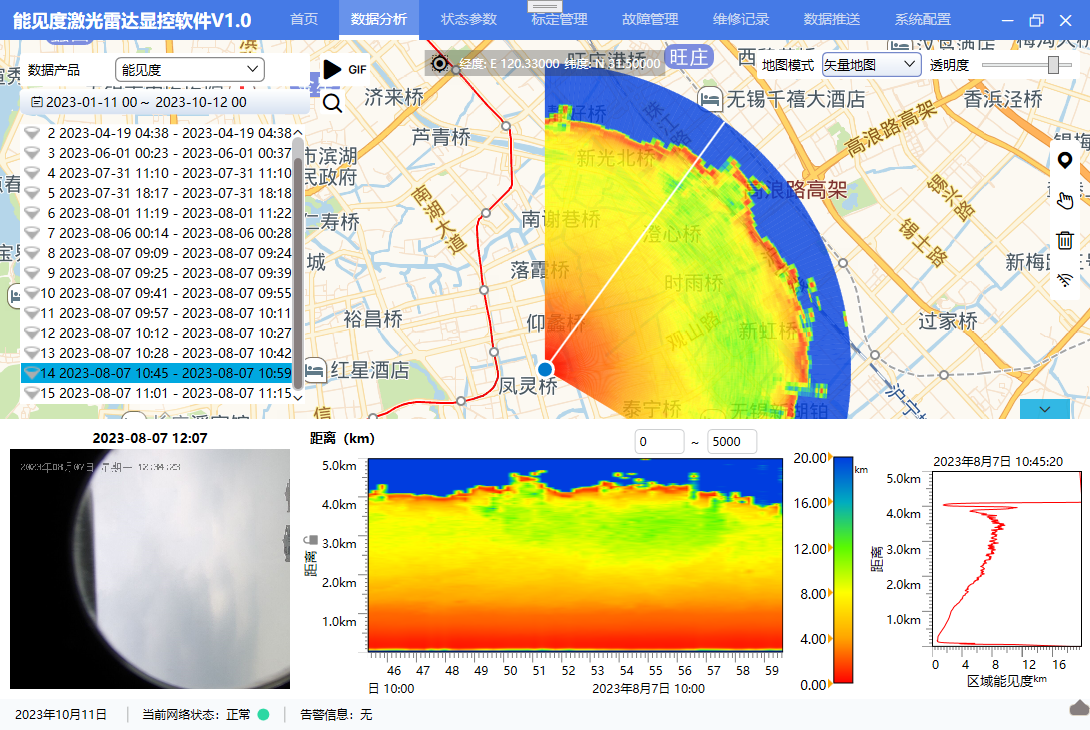 能见度激光雷达显控软件V1.0
首页 数据分析 状态参数 标定管理 故障管理 维修记录 数据推送 系统配置
数据产品 能见度 GIF
经度: E 120.33000 纬度: N 31.50000
旺庄
地图模式 矢量地图 透明度
2023-01-11 00 ~ 2023-10-12 00
2 2023-04-19 04:38 - 2023-04-19 04:38
3 2023-06-01 00:23 - 2023-06-01 00:37
4 2023-07-31 11:10 - 2023-07-31 11:10
5 2023-07-31 18:17 - 2023-07-31 18:18
6 2023-08-01 11:19 - 2023-08-01 11:22
7 2023-08-06 00:14 - 2023-08-06 00:28
8 2023-08-07 09:09 - 2023-08-07 09:24
9 2023-08-07 09:25 - 2023-08-07 09:39
10 2023-08-07 09:41 - 2023-08-07 09:55
11 2023-08-07 09:57 - 2023-08-07 10:11
12 2023-08-07 10:12 - 2023-08-07 10:27
13 2023-08-07 10:28 - 2023-08-07 10:42
14 2023-08-07 10:45 - 2023-08-07 10:59
15 2023-08-07 11:01 - 2023-08-07 11:15
济来桥
无锡千禧大酒店
香浜泾桥
芦青桥
高浪路高架
新光北桥
市滨湖
民政府
高浪路高架
锡兴路
南湖大道
仁寿桥
南谢巷桥
澄心桥
锡士路
城
落霞桥
时雨桥
新梅
裕昌桥
仰蠡桥
观山路
新虹桥
过家桥
红星酒店
凤灵桥
泰宁桥
沪宁
信
2023-08-07 12:07
2023年08月07日 星期一 12:34:23
距离（km）
0 ~ 5000
5.0km
4.0km
3.0km
2.0km
1.0km
距离
46 47 48 49 50 51 52 53 54 55 56 57 58 59
日 10:00
2023年8月7日 10:00
20.00
km
16.00
12.00
8.00
4.00
0.00
2023年8月7日 10:45:20
5.0km
4.0km
3.0km
2.0km
1.0km
距离
0 4 8 12 16
区域能见度km
2023年10月11日 当前网络状态：正常 告警信息：无